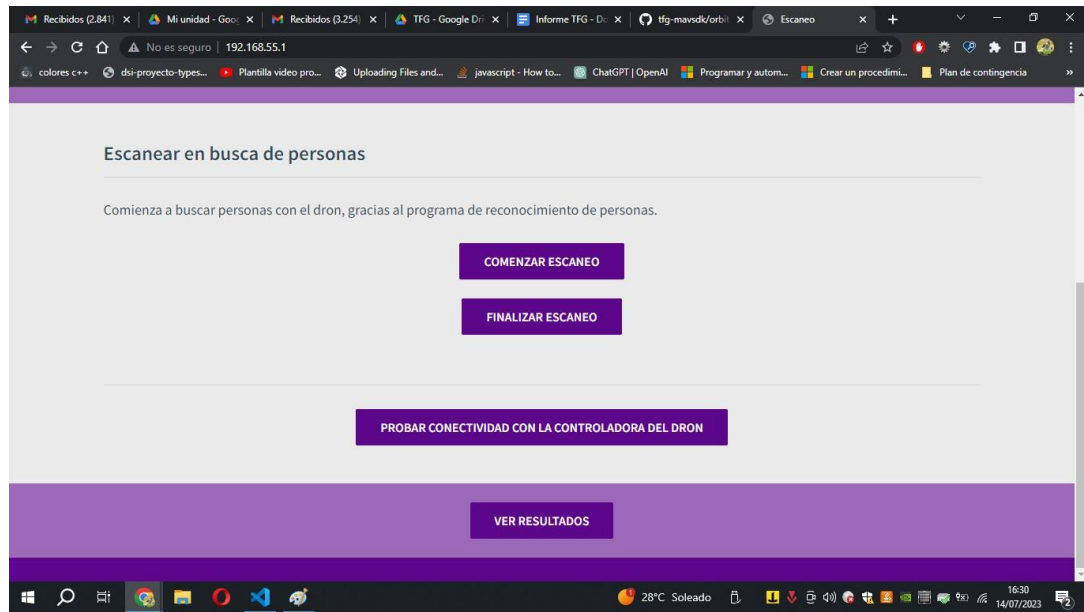 Recibidos (2.841)
Mi unidad - Goog
Recibidos (3.254)
TFG - Google Dri
Informe TFG - Do
tfg-mavsdk/orbit
Escaneo
No es seguro | 192.168.55.1
colores c++
dsi-proyecto-types...
Plantilla video pro...
Uploading Files and...
javascript - How to...
ChatGPT | OpenAI
Programar y autom...
Crear un procedimi...
Plan de contingencia
Escanear en busca de personas
Comienza a buscar personas con el dron, gracias al programa de reconocimiento de personas.
COMENZAR ESCANEO
FINALIZAR ESCANEO
PROBAR CONECTIVIDAD CON LA CONTROLADORA DEL DRON
VER RESULTADOS
28°C Soleado
16:30
14/07/2023